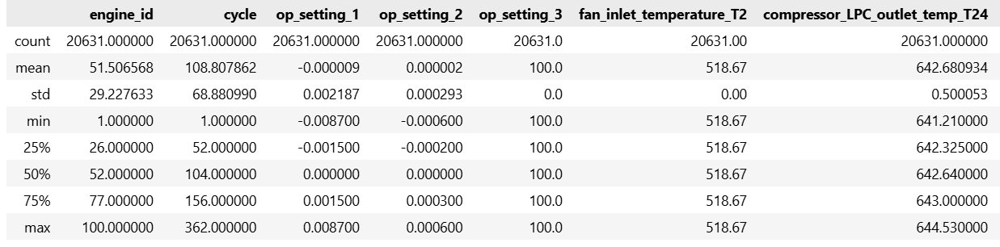 engine_id cycle op_setting_1 op_setting_2 op_setting_3 fan_inlet_temperature_T2 compressor_LPC_outlet_temp_T24
count 20631.000000 20631.000000 20631.000000 20631.000000 20631.0 20631.00 20631.000000
mean 51.506568 108.807862 -0.000009 0.000002 100.0 518.67 642.680934
std 29.227633 68.880990 0.002187 0.000293 0.0 0.00 0.500053
min 1.000000 1.000000 -0.008700 -0.000600 100.0 518.67 641.210000
25% 26.000000 52.000000 -0.001500 -0.000200 100.0 518.67 642.325000
50% 52.000000 104.000000 0.000000 0.000000 100.0 518.67 642.640000
75% 77.000000 156.000000 0.001500 0.000300 100.0 518.67 643.000000
max 100.000000 362.000000 0.008700 0.000600 100.0 518.67 644.530000